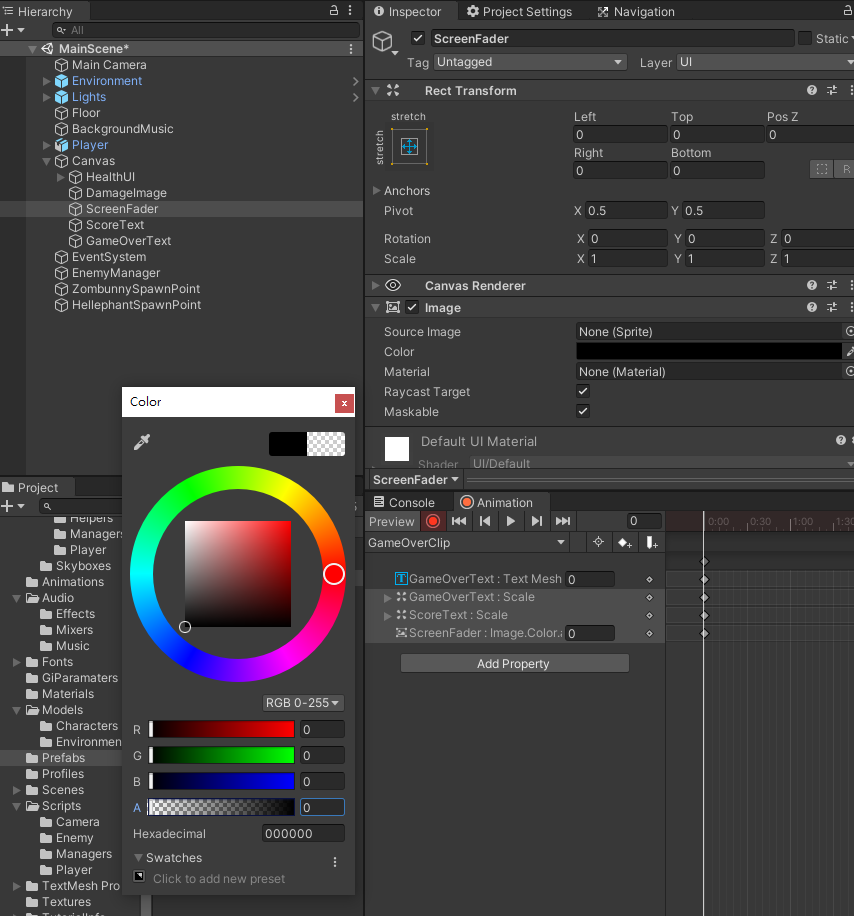 Hierarchy
All
MainScene*
Main Camera
Environment
Lights
Floor
BackgroundMusic
Player
Canvas
HealthUI
DamageImage
ScreenFader
ScoreText
GameOverText
EventSystem
EnemyManager
ZombunnySpawnPoint
HellephantSpawnPoint
Inspector Project Settings Navigation
ScreenFader Static
Tag Untagged Layer UI
Rect Transform
stretch Left Top Pos Z
stretch 0 0 0
Right Bottom
0 0 R
Anchors
Pivot X 0.5 Y 0.5
Rotation X 0 Y 0 Z 0
Scale X 1 Y 1 Z 1
Canvas Renderer
Image
Source Image None (Sprite)
Color
Material None (Material)
Raycast Target
Maskable
Default UI Material
Shader UI/Default
ScreenFader
Project
Helpers
Managers
Player
Skyboxes
Animations
Audio
Effects
Mixers
Music
Fonts
GiParamaters
Materials
Models
Characters
Environmen
Prefabs
Profiles
Scenes
Scripts
Camera
Enemy
Managers
Player
TextMesh Pro
Textures
TutorialInfo
Color x
RGB 0-255
R 0
G 0
B 0
A 0
Hexadecimal 000000
Swatches
Click to add new preset
Console Animation
Preview 0 0:00 0:30 1:00 1:30
GameOverClip
GameOverText : Text Mesh 0
GameOverText : Scale
ScoreText : Scale
ScreenFader : Image.Color.a 0
Add Property